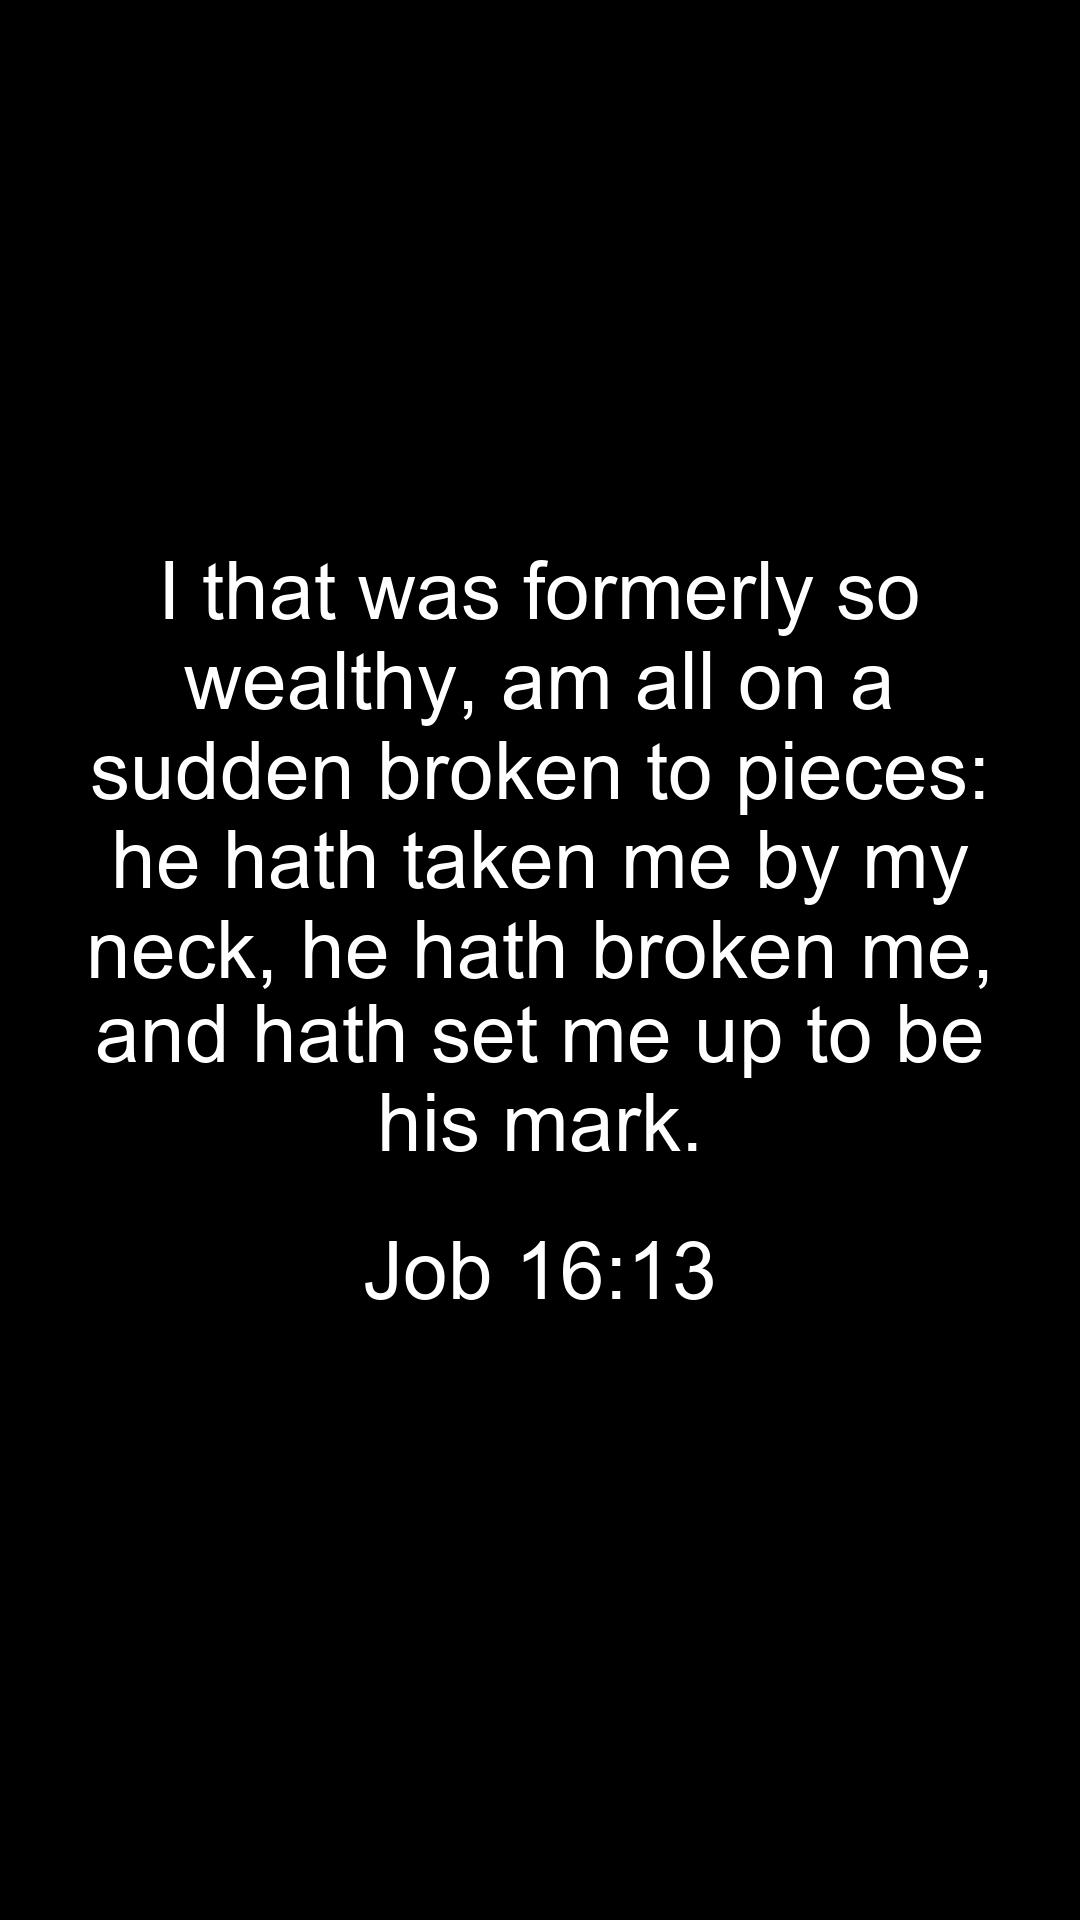 I that was formerly so
wealthy, am all on a
sudden broken to pieces:
he hath taken me by my
neck, he hath broken me,
and hath set me up to be
his mark.
Job 16:13